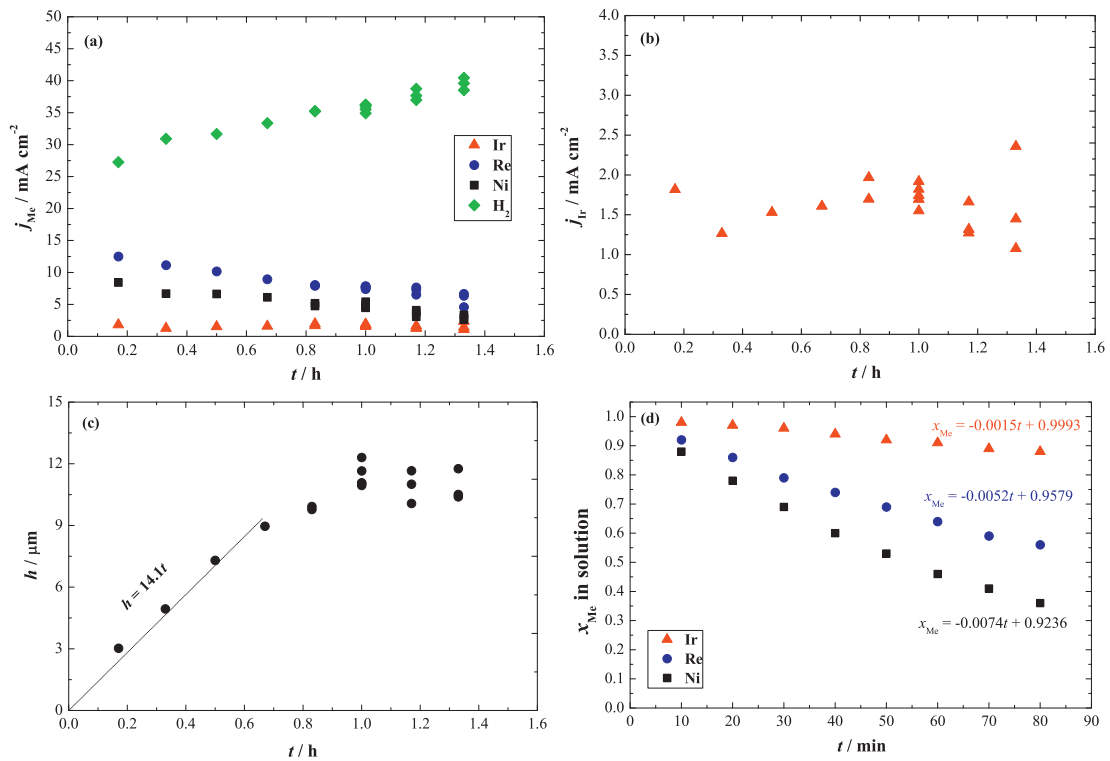 (a)
50
45
40
35
30
25
20
15
10
5
0
j_Me / mA cm⁻²
Ir
Re
Ni
H₂
0.0 0.2 0.4 0.6 0.8 1.0 1.2 1.4 1.6
t / h
(b)
4.0
3.5
3.0
2.5
2.0
1.5
1.0
0.5
0.0
j_Ir / mA cm⁻²
0.0 0.2 0.4 0.6 0.8 1.0 1.2 1.4 1.6
t / h
(c)
15
12
9
6
3
0
h / μm
h = 14.1t
0.0 0.2 0.4 0.6 0.8 1.0 1.2 1.4 1.6
t / h
(d)
1.0
0.9
0.8
0.7
0.6
0.5
0.4
0.3
0.2
0.1
0.0
x_Me in solution
x_Me = -0.0015t + 0.9993
x_Me = -0.0052t + 0.9579
x_Me = -0.0074t + 0.9236
Ir
Re
Ni
0 10 20 30 40 50 60 70 80 90
t / min